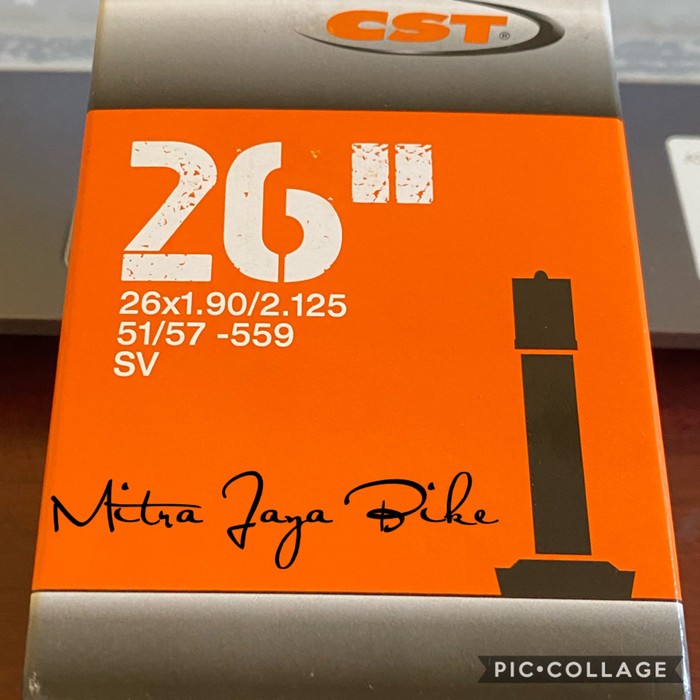 CST®
26"
26x1.90/2.125
51/57 -559
SV
Mitra Jaya Bike
PIC•COLLAGE